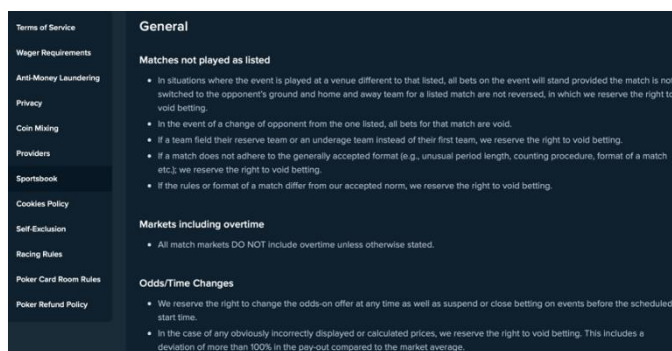 Terms of Service
Wager Requirements
Anti-Money Laundering
Privacy
Coin Mixing
Providers
Sportsbook
Cookies Policy
Self-Exclusion
Racing Rules
Poker Card Room Rules
Poker Refund Policy
General
Matches not played as listed
• In situations where the event is played at a venue different to that listed, all bets on the event will stand provided the match is not
switched to the opponent's ground and home and away team for a listed match are not reversed, in which we reserve the right to
void betting.
• In the event of a change of opponent from the one listed, all bets for that match are void.
• If a team field their reserve team or an underage team instead of their first team, we reserve the right to void betting.
• If a match does not adhere to the generally accepted format (e.g., unusual period length, counting procedure, format of a match
etc.); we reserve the right to void betting.
• If the rules or format of a match differ from our accepted norm, we reserve the right to void betting.
Markets including overtime
• All match markets DO NOT include overtime unless otherwise stated.
Odds/Time Changes
• We reserve the right to change the odds-on offer at any time as well as suspend or close betting on events before the scheduled
start time.
• In the case of any obviously incorrectly displayed or calculated prices, we reserve the right to void betting. This includes a
deviation of more than 100% in the pay-out compared to the market average.